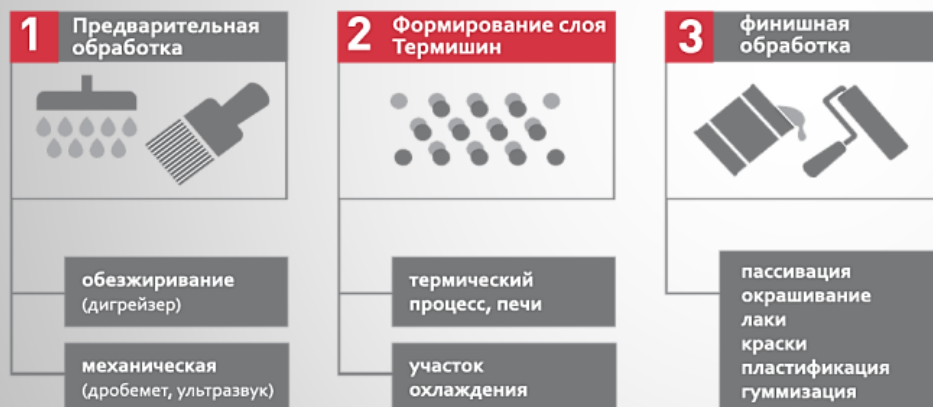 1
Предварительная
обработка
обезжиривание
(дигрейзер)
механическая
(дробемет, ультразвук)
2
Формирование слоя
Термишин
термический
процесс, печи
участок
охлаждения
3
финишная
обработка
пассивация
окрашивание
лаки
краски
пластификация
гуммизация